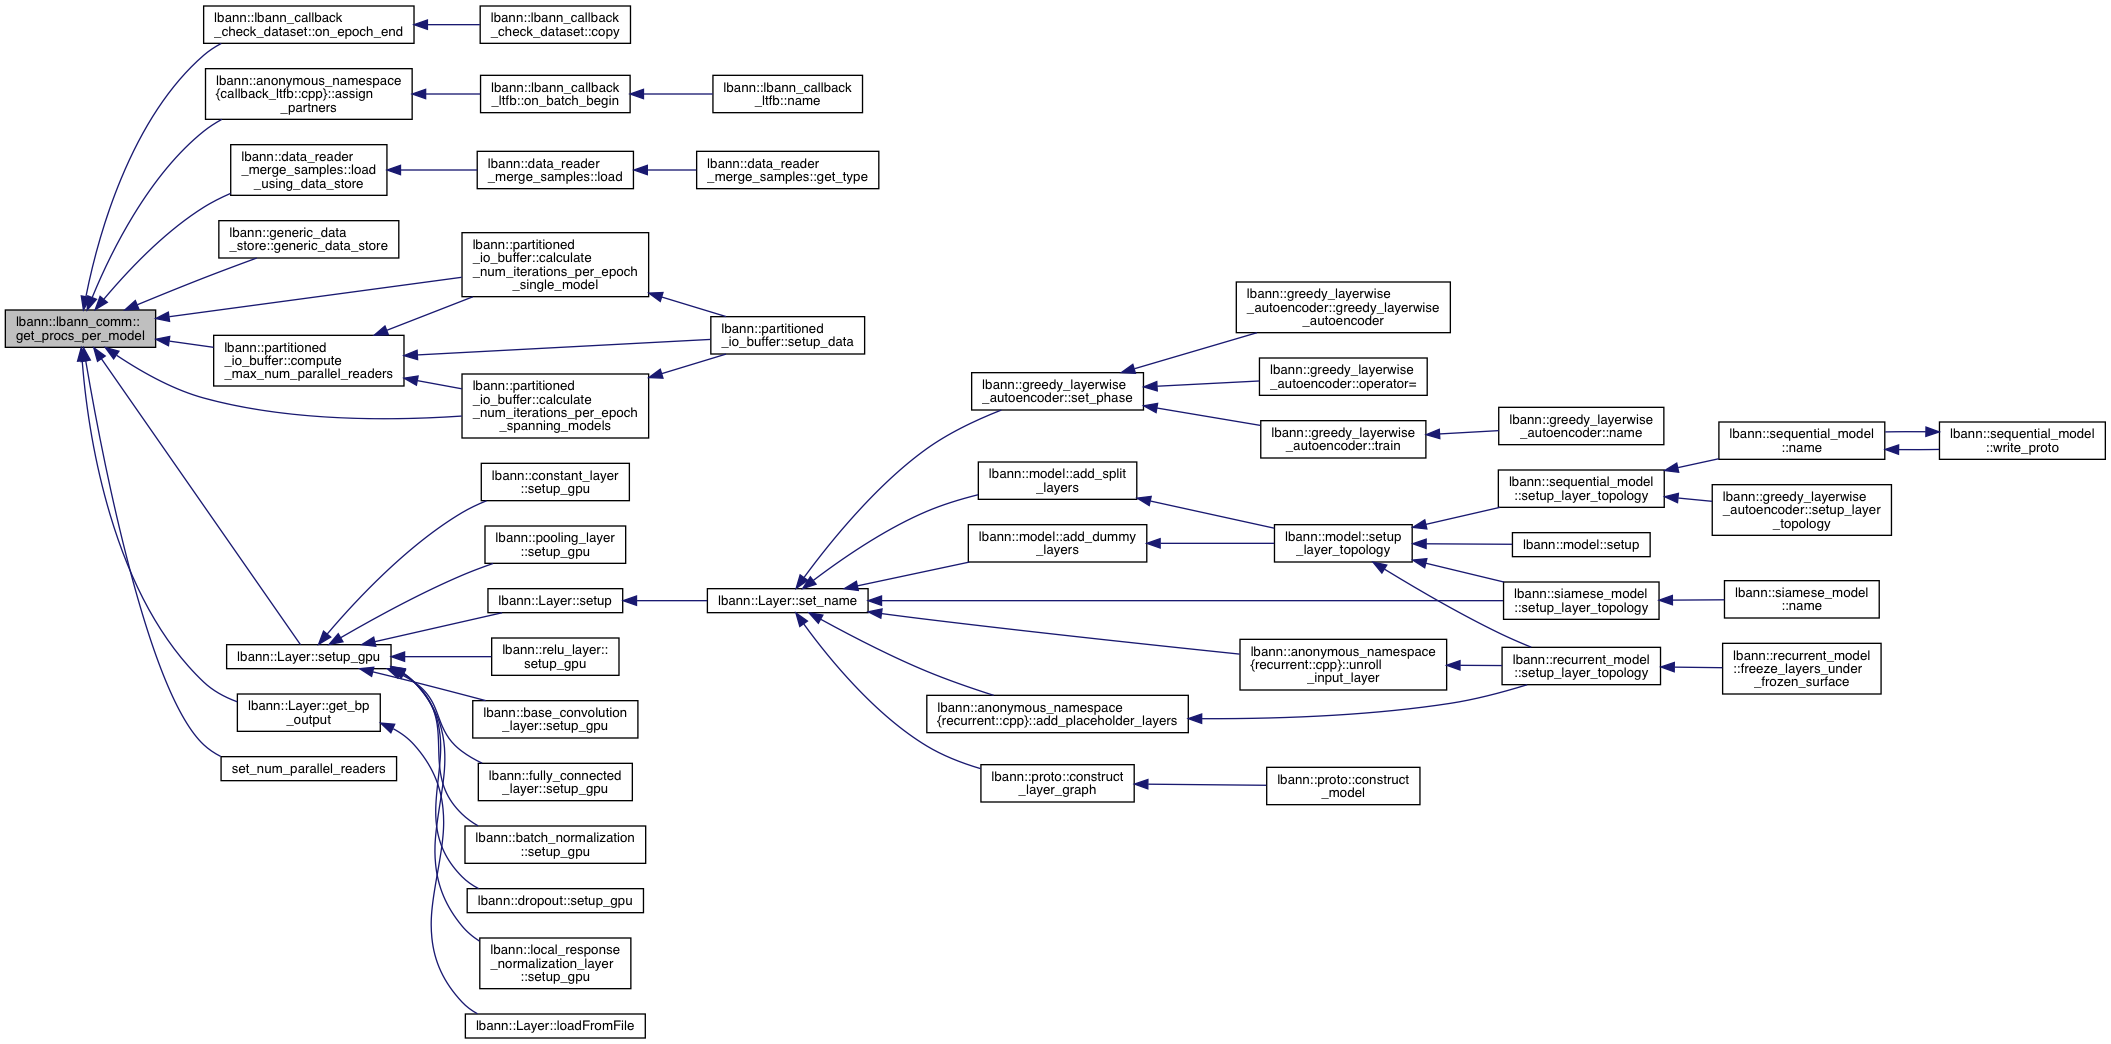 lbann::lbann_callback
_check_dataset::on_epoch_end
lbann::lbann_callback
_check_dataset::copy
lbann::anonymous_namespace
{callback_ltfb::cpp}::assign
_partners
lbann::lbann_callback
_ltfb::on_batch_begin
lbann::lbann_callback
_ltfb::name
lbann::data_reader
_merge_samples::load
_using_data_store
lbann::data_reader
_merge_samples::load
lbann::data_reader
_merge_samples::get_type
lbann::generic_data
_store::generic_data_store
lbann::partitioned
_io_buffer::calculate
_num_iterations_per_epoch
_single_model
lbann::lbann_comm::
get_procs_per_model
lbann::partitioned
_io_buffer::compute
_max_num_parallel_readers
lbann::partitioned
_io_buffer::setup_data
lbann::partitioned
_io_buffer::calculate
_num_iterations_per_epoch
_spanning_models
lbann::greedy_layerwise
_autoencoder::greedy_layerwise
_autoencoder
lbann::greedy_layerwise
_autoencoder::set_phase
lbann::greedy_layerwise
_autoencoder::operator=
lbann::greedy_layerwise
_autoencoder::train
lbann::greedy_layerwise
_autoencoder::name
lbann::sequential_model
::name
lbann::sequential_model
::write_proto
lbann::constant_layer
::setup_gpu
lbann::model::add_split
_layers
lbann::sequential_model
::setup_layer_topology
lbann::greedy_layerwise
_autoencoder::setup_layer
_topology
lbann::pooling_layer
::setup_gpu
lbann::model::add_dummy
_layers
lbann::model::setup
_layer_topology
lbann::model::setup
lbann::Layer::setup
lbann::Layer::set_name
lbann::siamese_model
::setup_layer_topology
lbann::siamese_model
::name
lbann::Layer::setup_gpu
lbann::relu_layer::
setup_gpu
lbann::anonymous_namespace
{recurrent::cpp}::unroll
_input_layer
lbann::recurrent_model
::setup_layer_topology
lbann::recurrent_model
::freeze_layers_under
_frozen_surface
lbann::Layer::get_bp
_output
lbann::base_convolution
_layer::setup_gpu
lbann::anonymous_namespace
{recurrent::cpp}::add_placeholder_layers
set_num_parallel_readers
lbann::fully_connected
_layer::setup_gpu
lbann::proto::construct
_layer_graph
lbann::proto::construct
_model
lbann::batch_normalization
::setup_gpu
lbann::dropout::setup_gpu
lbann::local_response
_normalization_layer
::setup_gpu
lbann::Layer::loadFromFile